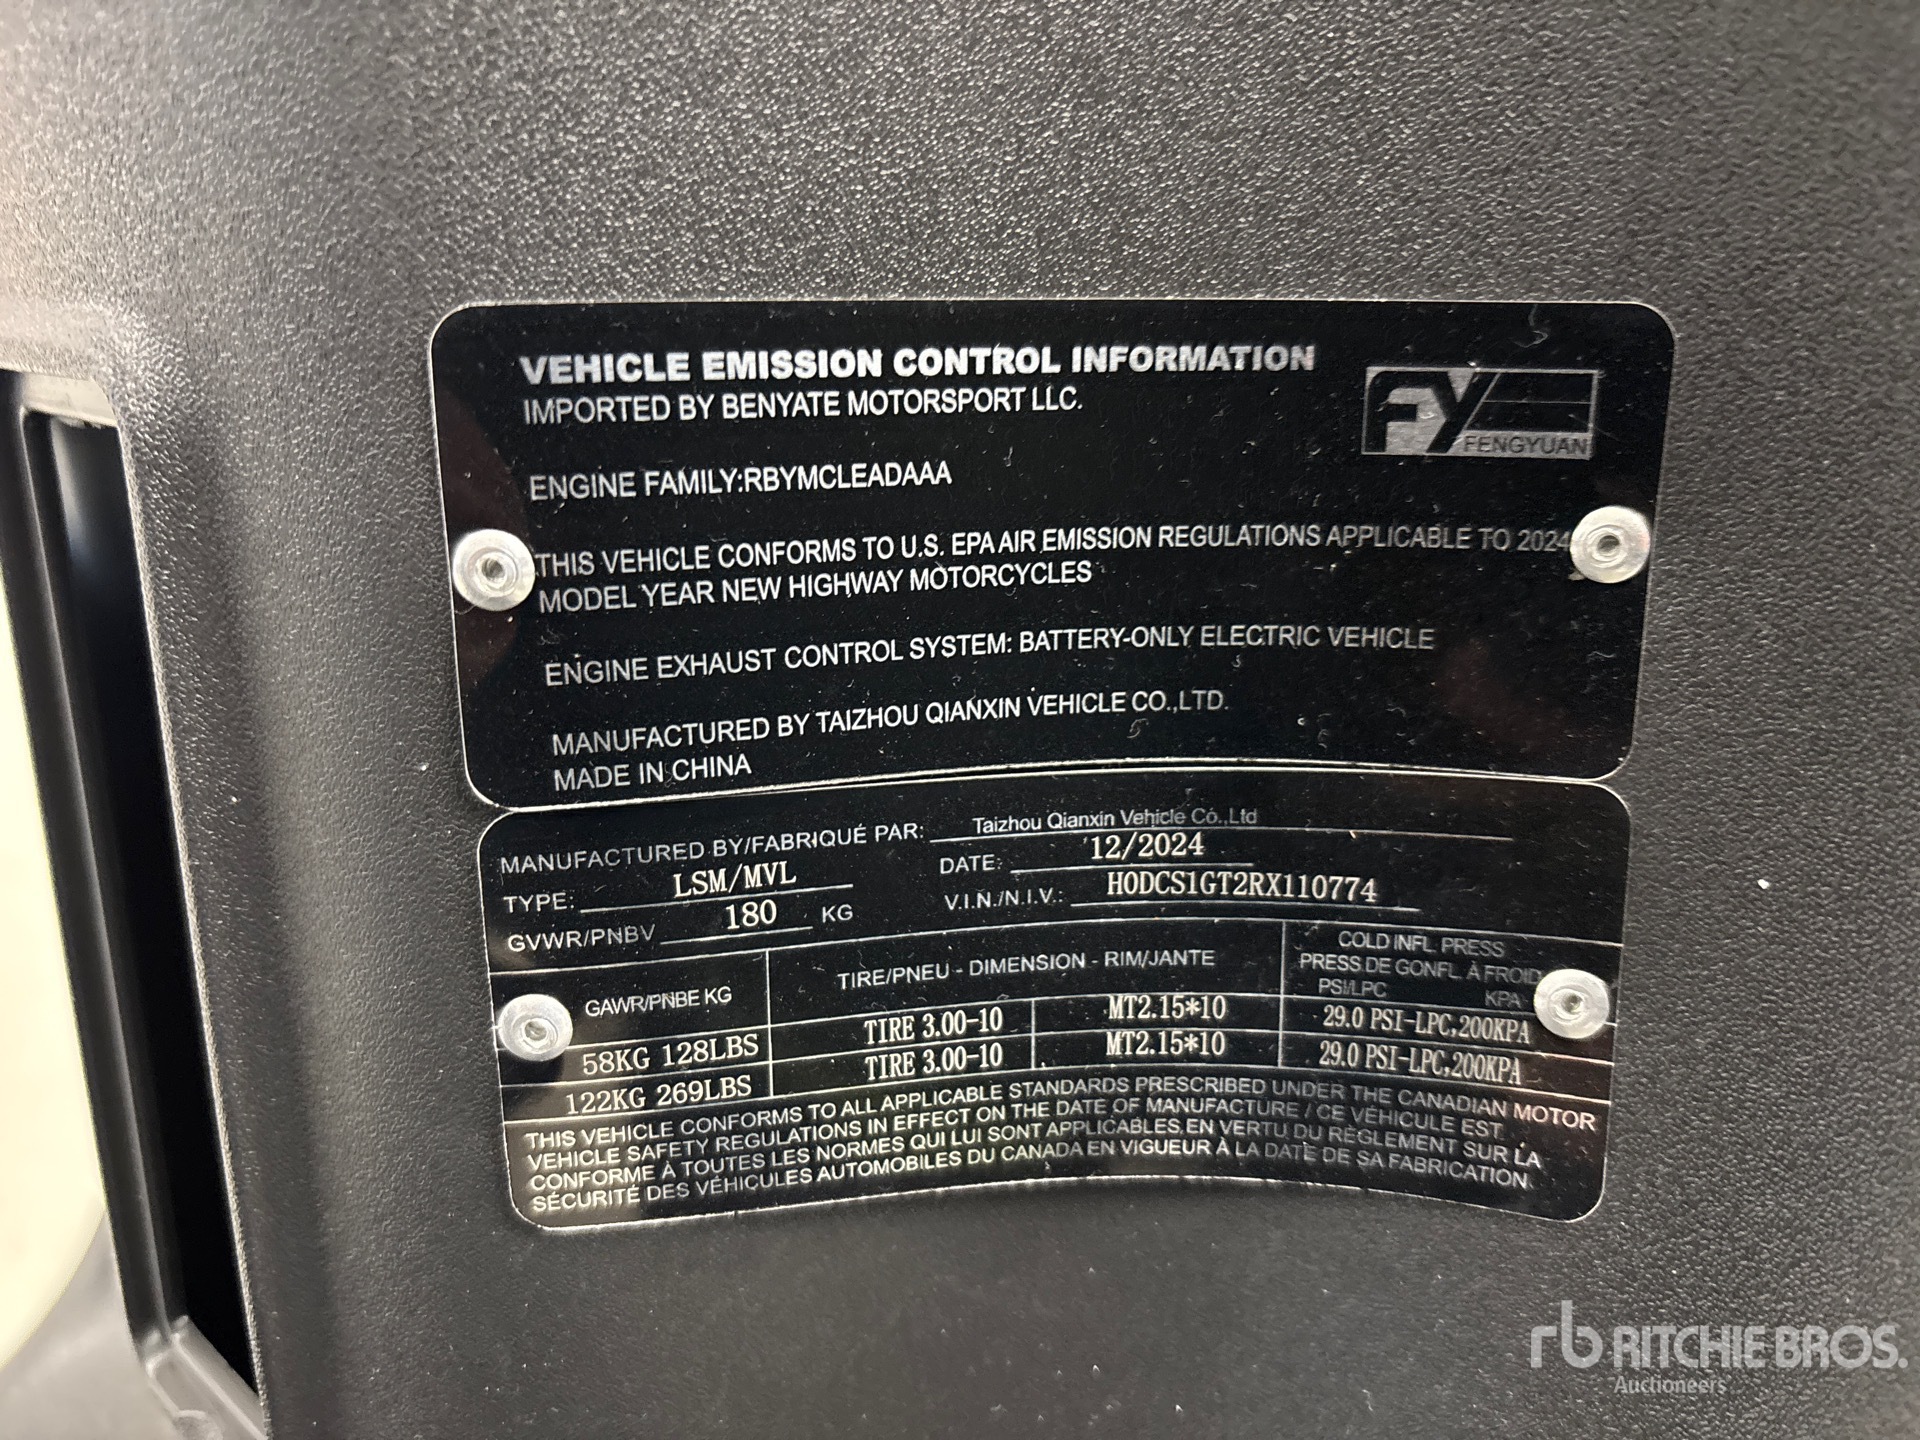 VEHICLE EMISSION CONTROL INFORMATION
IMPORTED BY BENYATE MOTORSPORT LLC.
FY
FENGYUAN
ENGINE FAMILY:RBYMCLEADAAA
THIS VEHICLE CONFORMS TO U.S. EPA AIR EMISSION REGULATIONS APPLICABLE TO 2024
MODEL YEAR NEW HIGHWAY MOTORCYCLES
ENGINE EXHAUST CONTROL SYSTEM: BATTERY-ONLY ELECTRIC VEHICLE
MANUFACTURED BY TAIZHOU QIANXIN VEHICLE CO.,LTD.
MADE IN CHINA
MANUFACTURED BY/FABRIQUÉ PAR: Taizhou Qianxin Vehicle Co.,Ltd
TYPE: LSM/MVL DATE: 12/2024
GVWR/PNBV 180 KG V.I.N./N.I.V.: H0DCS1GT2RX110774
GAWR/PNBE KG TIRE/PNEU - DIMENSION - RIM/JANTE COLD INFL. PRESS
PRESS.DE GONFL. À FROID
PSI/LPC KPA
58KG 128LBS TIRE 3.00-10 MT2.15*10 29.0 PSI-LPC,200KPA
122KG 269LBS TIRE 3.00-10 MT2.15*10 29.0 PSI-LPC,200KPA
THIS VEHICLE CONFORMS TO ALL APPLICABLE STANDARDS PRESCRIBED UNDER THE CANADIAN MOTOR
VEHICLE SAFETY REGULATIONS IN EFFECT ON THE DATE OF MANUFACTURE / CE VÉHICULE EST
CONFORME À TOUTES LES NORMES QUI LUI SONT APPLICABLES EN VERTU DU RÈGLEMENT SUR LA
SÉCURITÉ DES VÉHICULES AUTOMOBILES DU CANADA EN VIGUEUR À LA DATE DE SA FABRICATION.
rb RITCHIE BROS.
Auctioneers